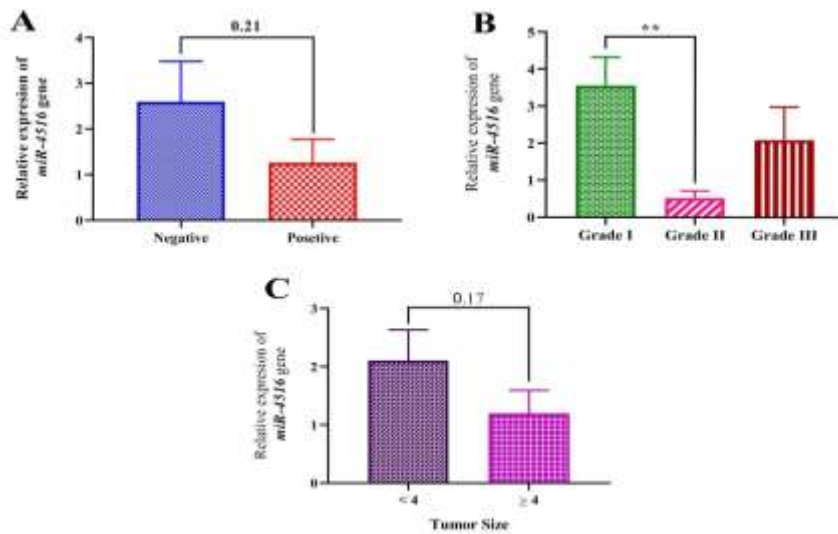 A
0.21
Relative expresion of
miR-4516 gene
4
3
2
1
0
Negative
Posetive
B
**
Relative expresion of
miR-4516 gene
5
4
3
2
1
0
Grade I
Grade II
Grade III
C
0.17
Relative expresion of
miR-4516 gene
3
2
1
0
< 4
≥ 4
Tumor Size